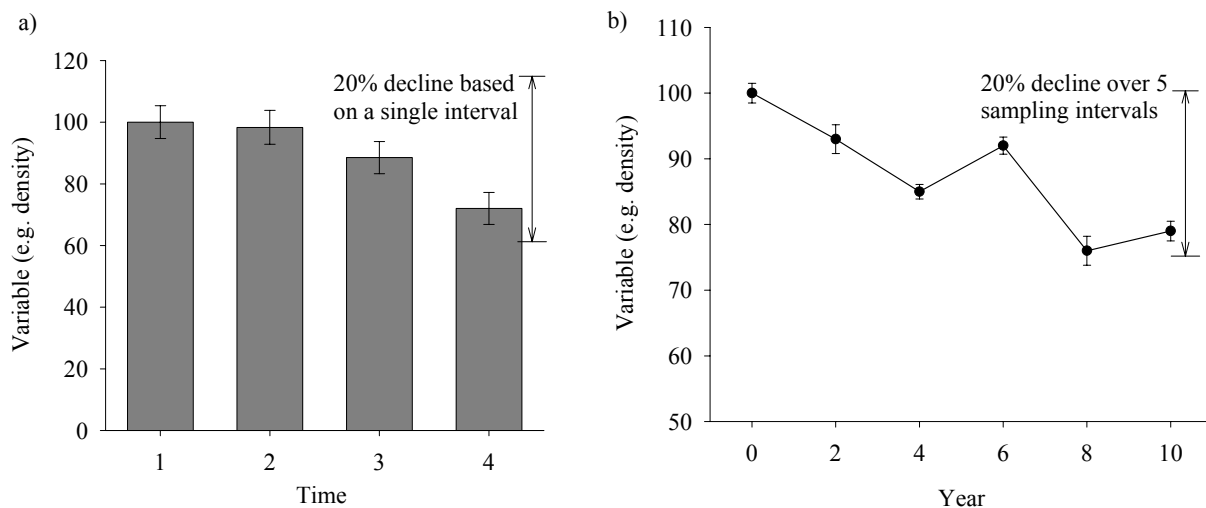 a)
20% decline based
on a single interval
Variable (e.g. density)
120
100
80
60
40
20
0
1 2 3 4
Time
b)
20% decline over 5
sampling intervals
Variable (e.g. density)
110
100
90
80
70
60
50
0 2 4 6 8 10
Year